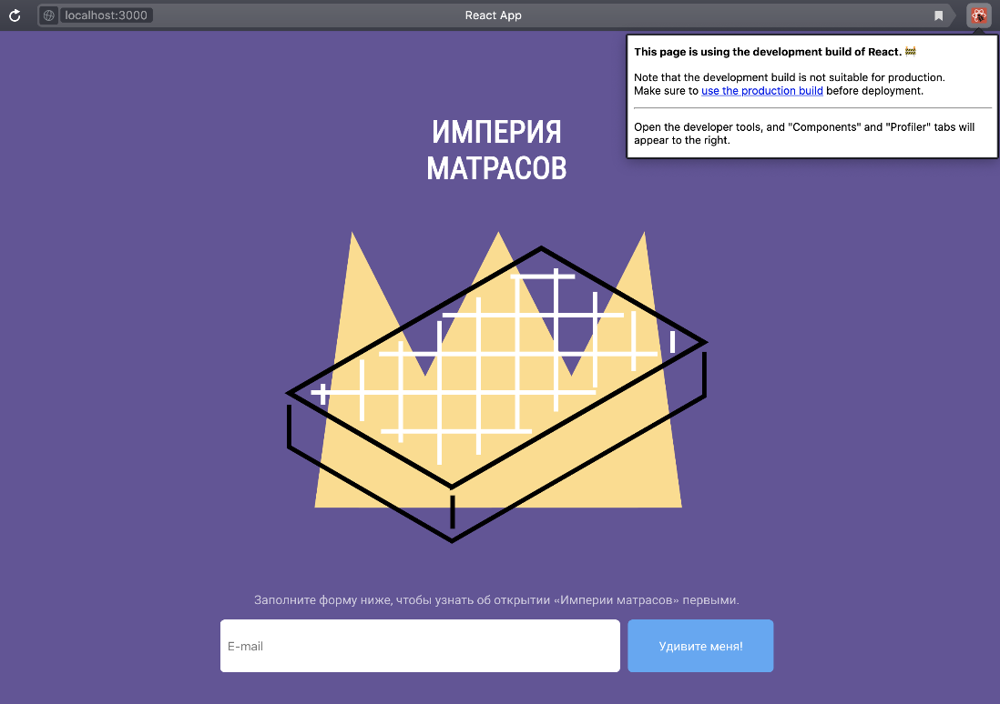 localhost:3000
React App
This page is using the development build of React. 🚧
Note that the development build is not suitable for production.
Make sure to use the production build before deployment.
Open the developer tools, and "Components" and "Profiler" tabs will
appear to the right.
ИМПЕРИЯ
МАТРАСОВ
Заполните форму ниже, чтобы узнать об открытии «Империи матрасов» первыми.
E-mail
Удивите меня!